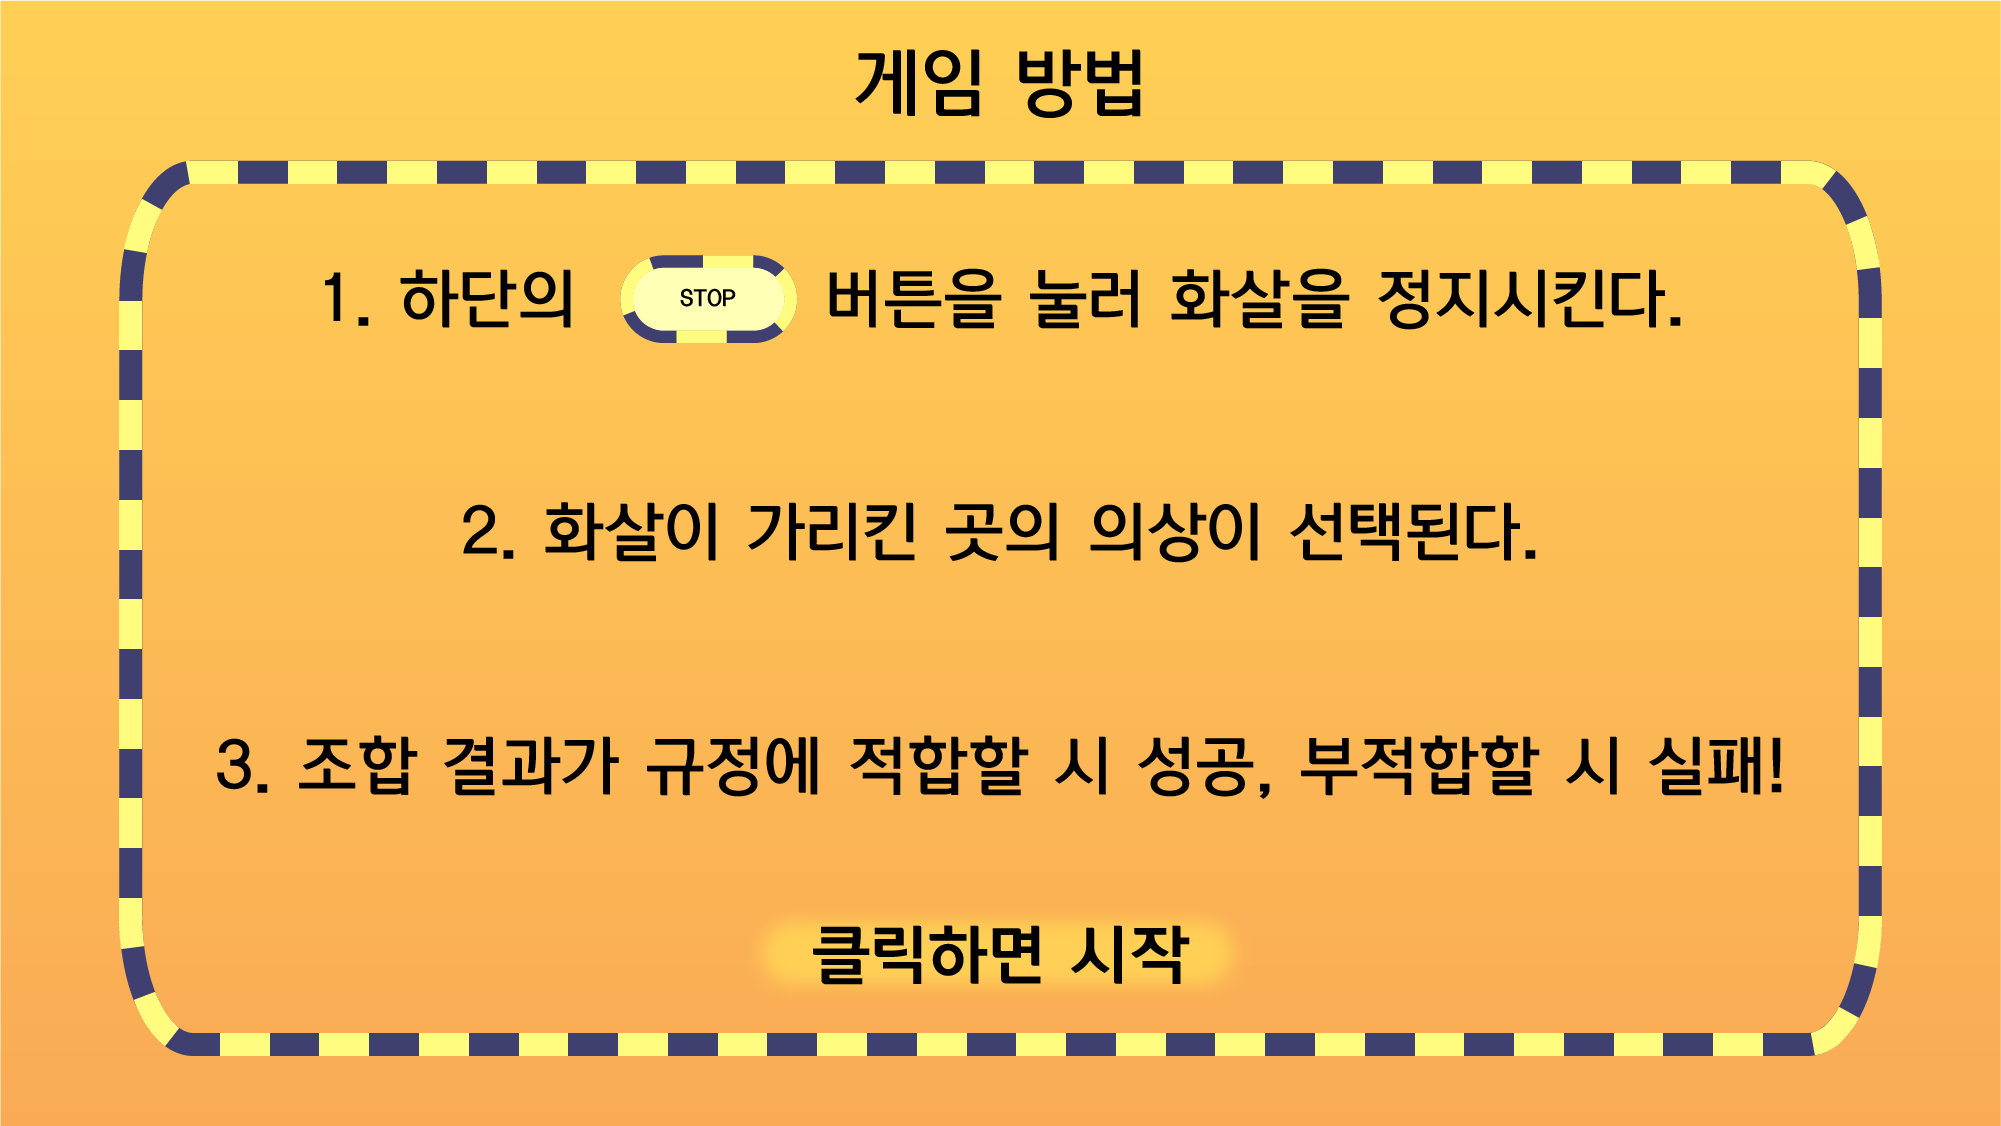 게임 방법
1. 하단의 STOP 버튼을 눌러 화살을 정지시킨다.
2. 화살이 가리킨 곳의 의상이 선택된다.
3. 조합 결과가 규정에 적합할 시 성공, 부적합할 시 실패!
클릭하면 시작